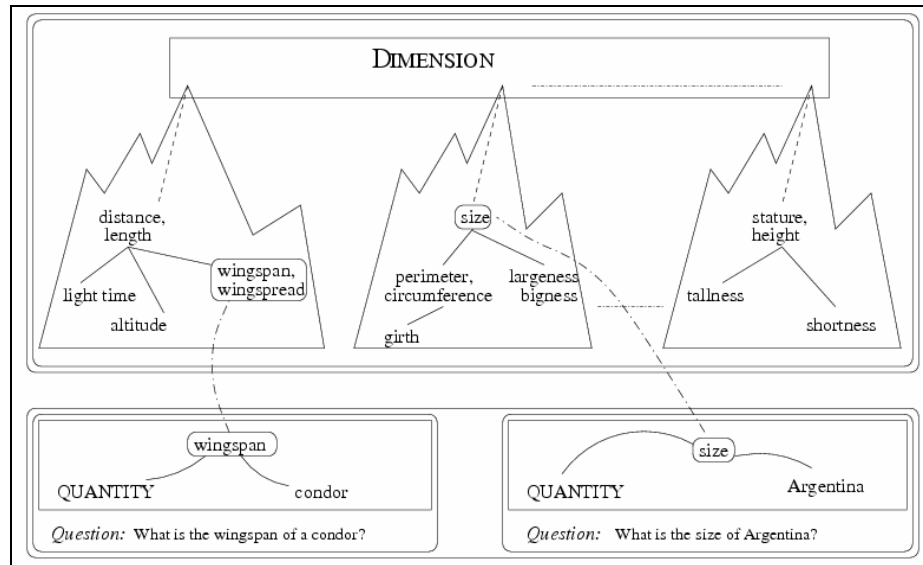 DIMENSION
distance,
length
light time
altitude
wingspan,
wingspread
size
perimeter,
circumference
girth
largeness
bigness
stature,
height
tallness
shortness
wingspan
QUANTITY
condor
Question: What is the wingspan of a condor?
size
QUANTITY
Argentina
Question: What is the size of Argentina?